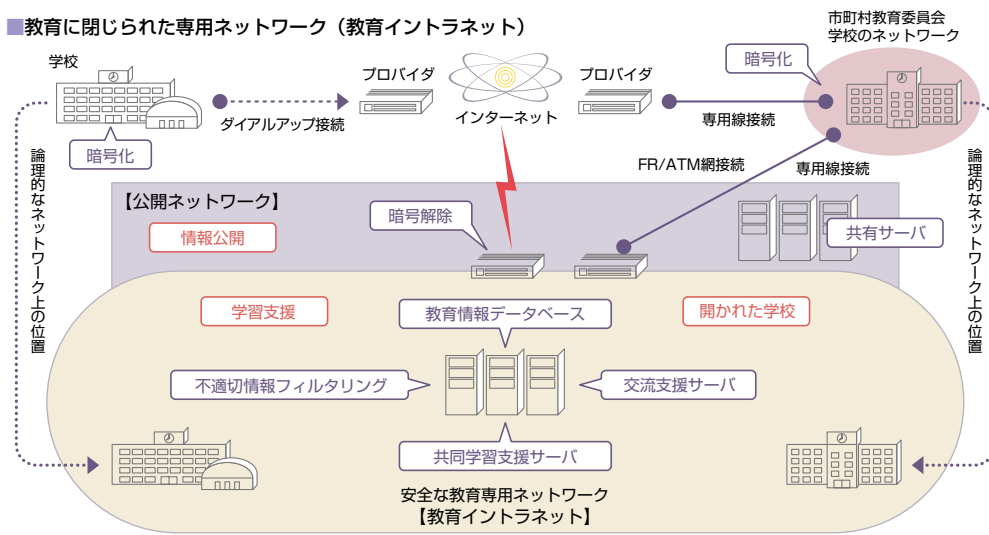 ■教育に閉じられた専用ネットワーク（教育イントラネット）
学校
プロバイダ
プロバイダ
市町村教育委員会
学校のネットワーク
暗号化
ダイアルアップ接続
インターネット
専用線接続
暗号化
FR/ATM網接続
専用線接続
論理的なネットワーク上の位置
論理的なネットワーク上の位置
【公開ネットワーク】
暗号解除
情報公開
共有サーバ
学習支援
教育情報データベース
開かれた学校
不適切情報フィルタリング
交流支援サーバ
共同学習支援サーバ
安全な教育専用ネットワーク
【教育イントラネット】